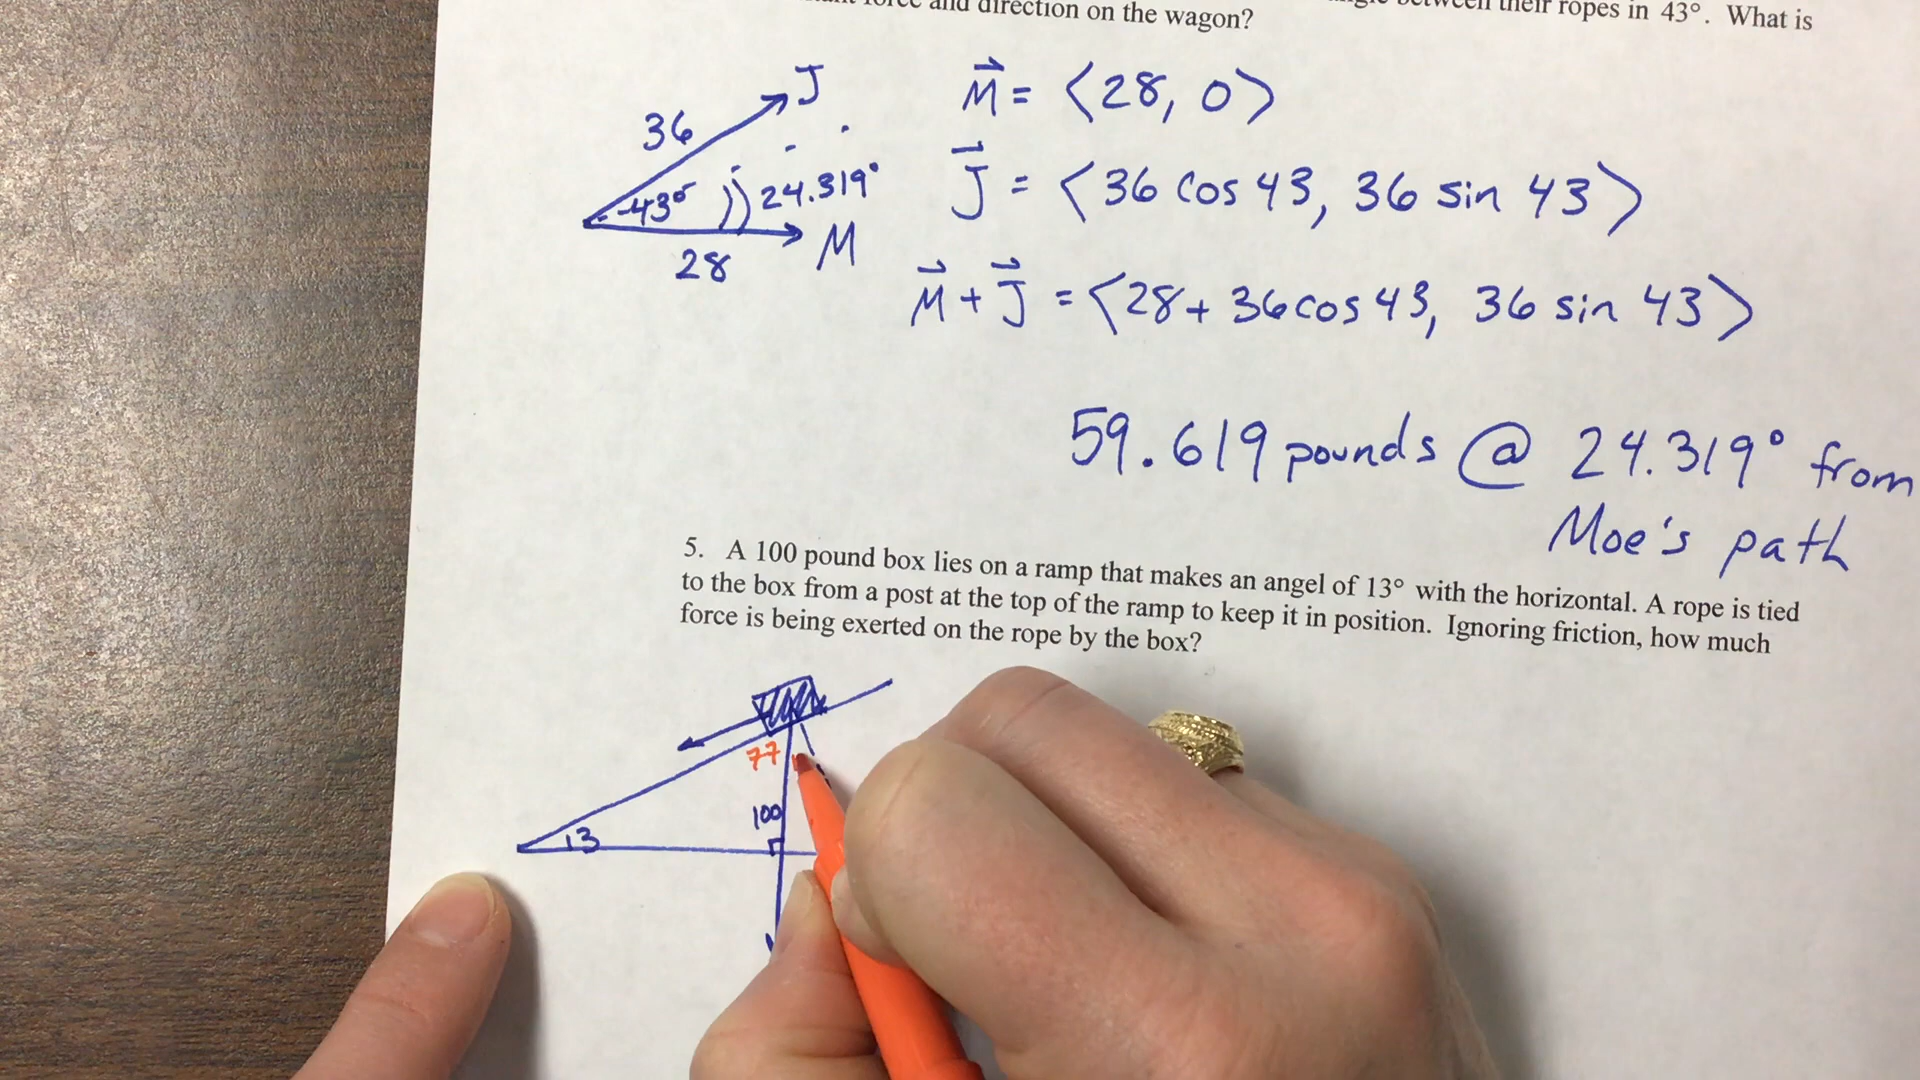 force and direction on the wagon? between their ropes in 43°. What is
J
36
43° 24.319°
28 M
M = ⟨28, 0⟩
J = ⟨36 cos 43, 36 sin 43⟩
M + J = ⟨28 + 36 cos 43, 36 sin 43⟩
59.619 pounds @ 24.319° from
Moe's path
5. A 100 pound box lies on a ramp that makes an angel of 13° with the horizontal. A rope is tied
to the box from a post at the top of the ramp to keep it in position. Ignoring friction, how much
force is being exerted on the rope by the box?
77
100
13